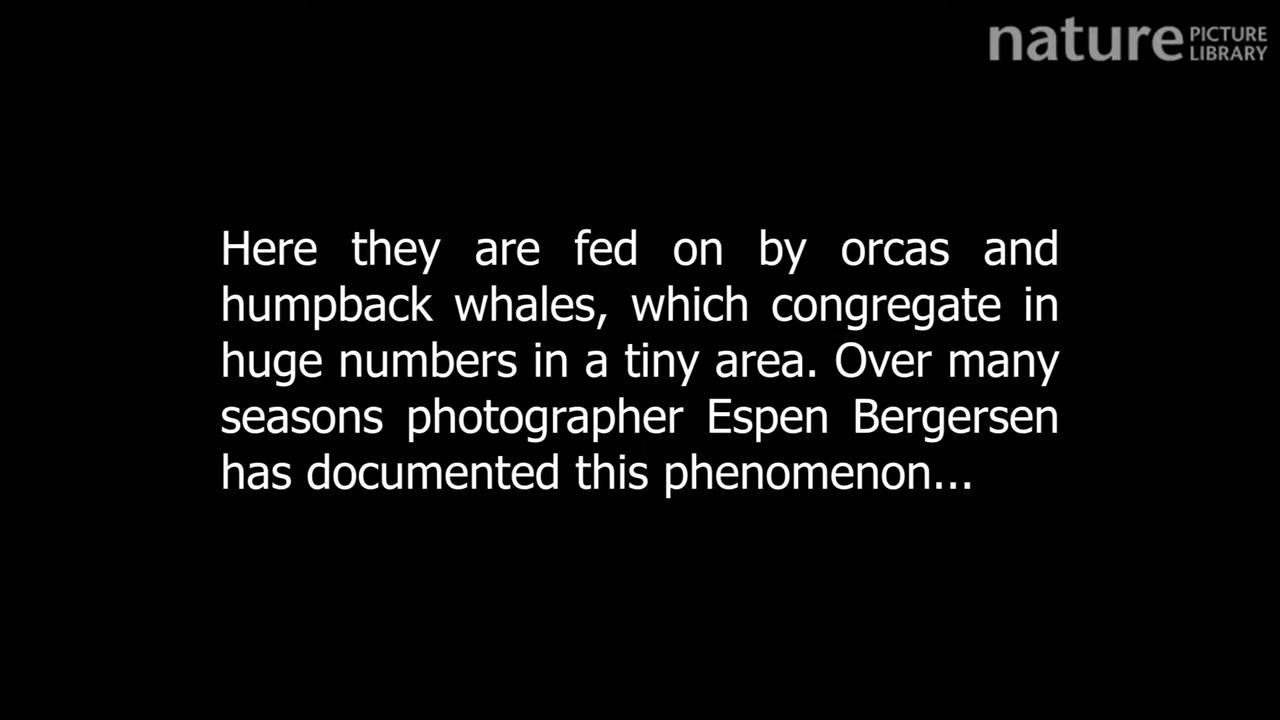 nature PICTURE LIBRARY
Here they are fed on by orcas and
humpback whales, which congregate in
huge numbers in a tiny area. Over many
seasons photographer Espen Bergersen
has documented this phenomenon...